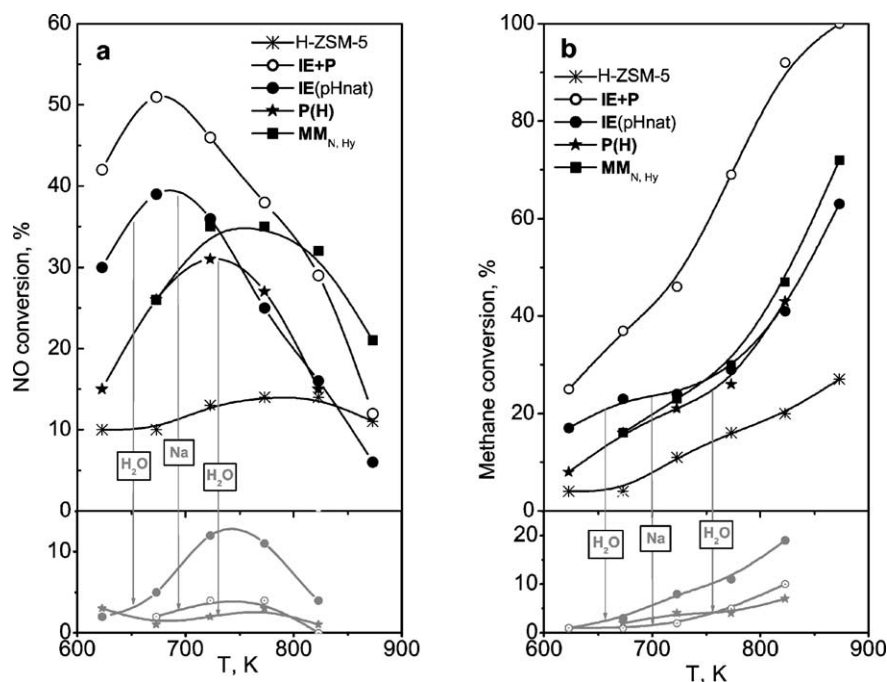 a
H-ZSM-5
IE+P
IE(pHnat)
P(H)
MM N, Hy
NO conversion, %
60
50
40
30
20
10
0
H₂O
Na
H₂O
10
0
600
700
800
900
T, K
b
H-ZSM-5
IE+P
IE(pHnat)
P(H)
MM N, Hy
Methane conversion, %
100
80
60
40
20
0
H₂O
Na
H₂O
20
10
0
600
700
800
900
T, K